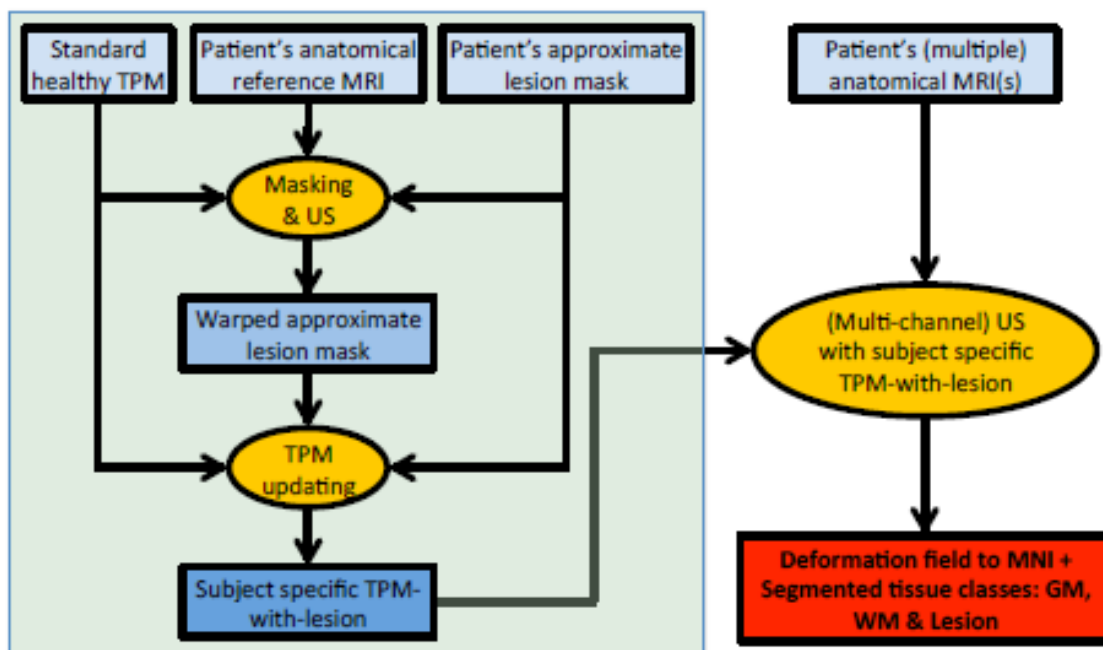 Standard
healthy TPM
Patient's anatomical
reference MRI
Patient's approximate
lesion mask
Patient's (multiple)
anatomical MRI(s)
Masking
& US
Warped approximate
lesion mask
(Multi-channel) US
with subject specific
TPM-with-lesion
TPM
updating
Subject specific TPM-
with-lesion
Deformation field to MNI +
Segmented tissue classes: GM,
WM & Lesion